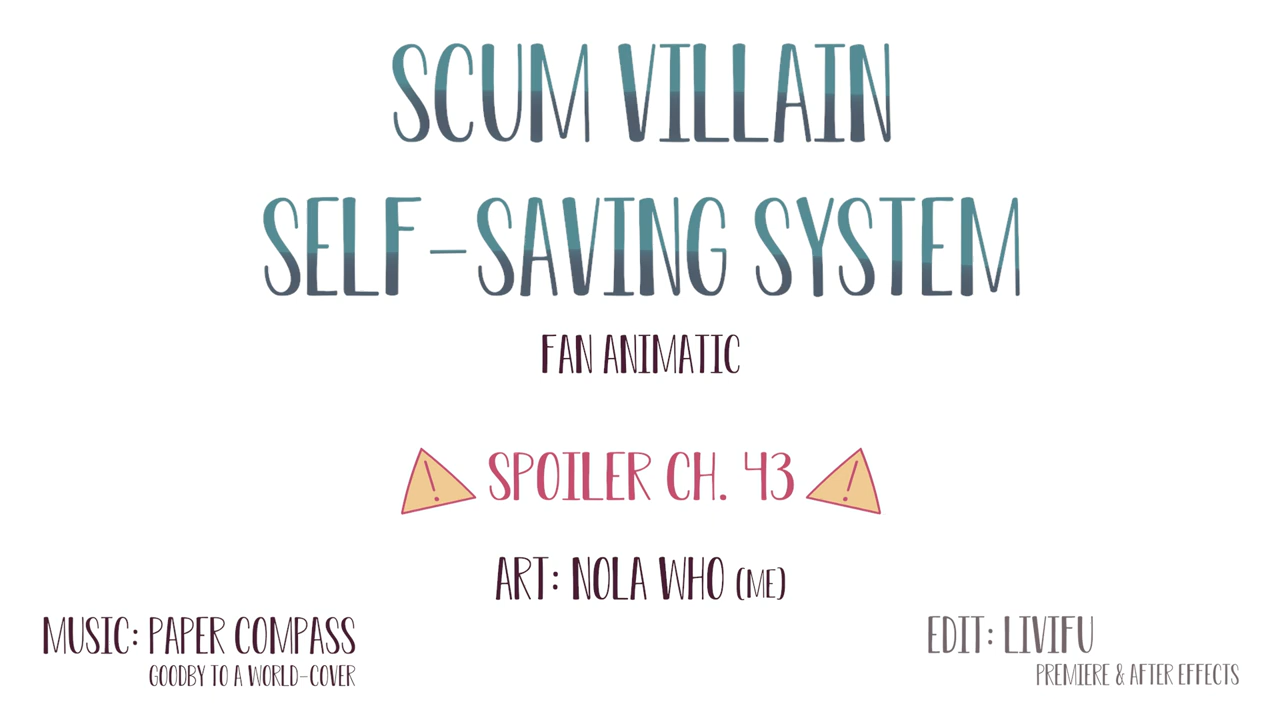 SCUM VILLAIN
SELF-SAVING SYSTEM
FAN ANIMATIC
! SPOILER CH. 43 !
ART: NOLA WHO (ME)
MUSIC: PAPER COMPASS
GOODBY TO A WORLD-COVER
EDIT: LIVIFU
PREMIERE & AFTER EFFECTS